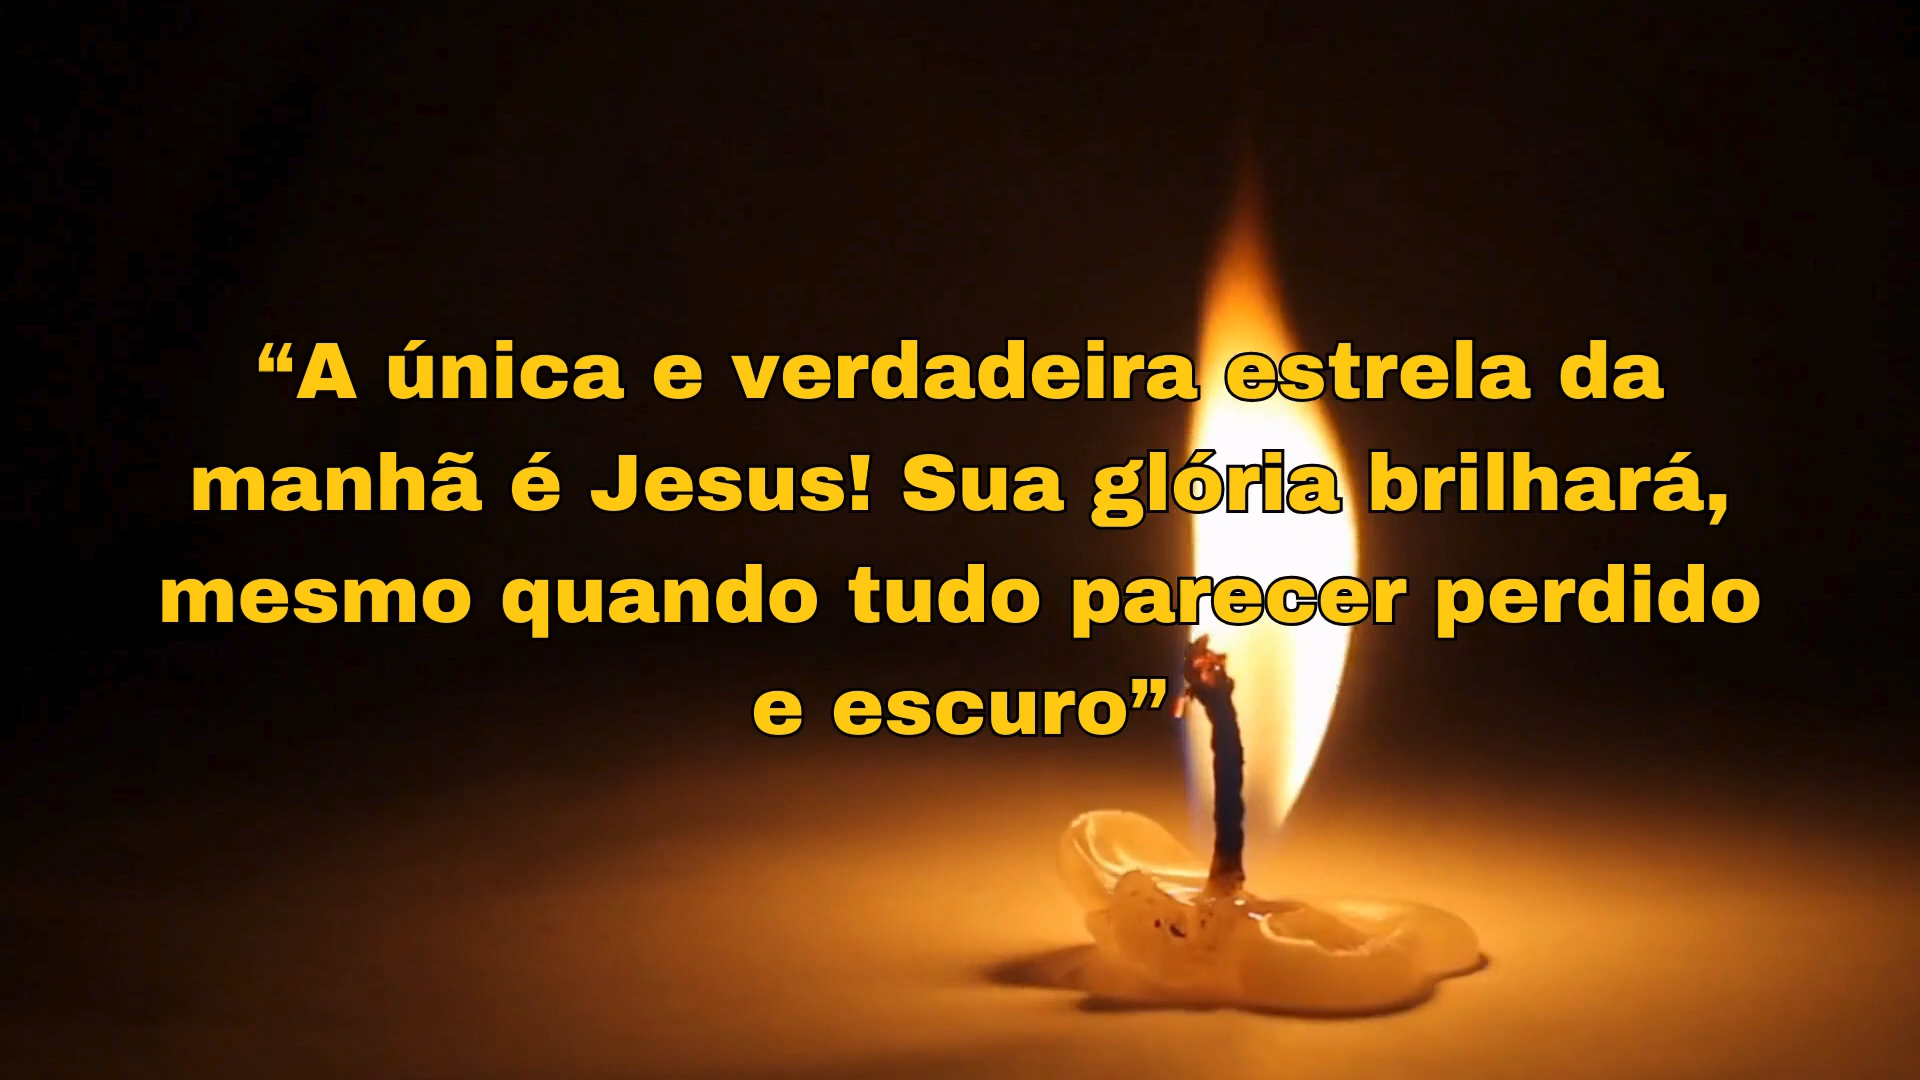 “A única e verdadeira estrela da
manhã é Jesus! Sua glória brilhará,
mesmo quando tudo parecer perdido
e escuro”